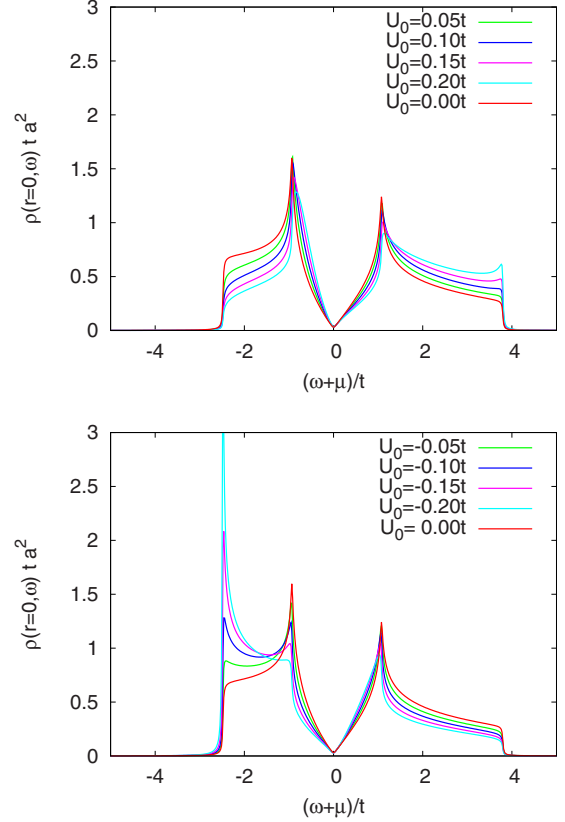 3
2.5
2
1.5
1
0.5
0
ρ(r=0,ω) t a²
U₀=0.05t
U₀=0.10t
U₀=0.15t
U₀=0.20t
U₀=0.00t
-4 -2 0 2 4
(ω+μ)/t
3
2.5
2
1.5
1
0.5
0
ρ(r=0,ω) t a²
U₀=-0.05t
U₀=-0.10t
U₀=-0.15t
U₀=-0.20t
U₀= 0.00t
-4 -2 0 2 4
(ω+μ)/t